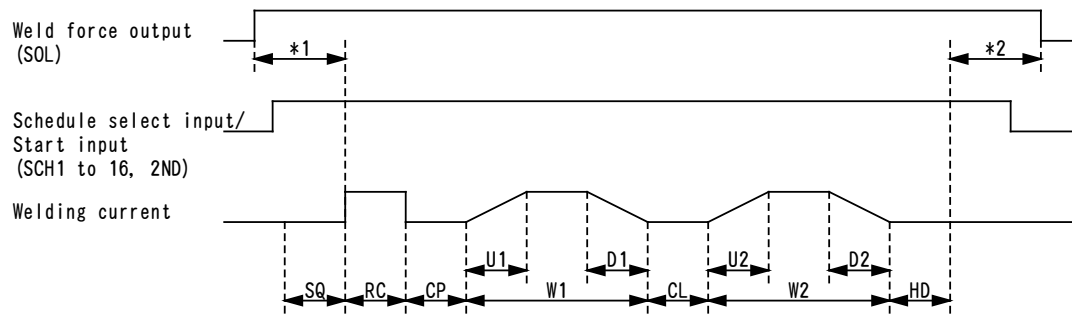 Weld force output
(SOL)
*1
*2
Schedule select input/
Start input
(SCH1 to 16, 2ND)
Welding current
U1
D1
U2
D2
SQ
RC
CP
W1
CL
W2
HD